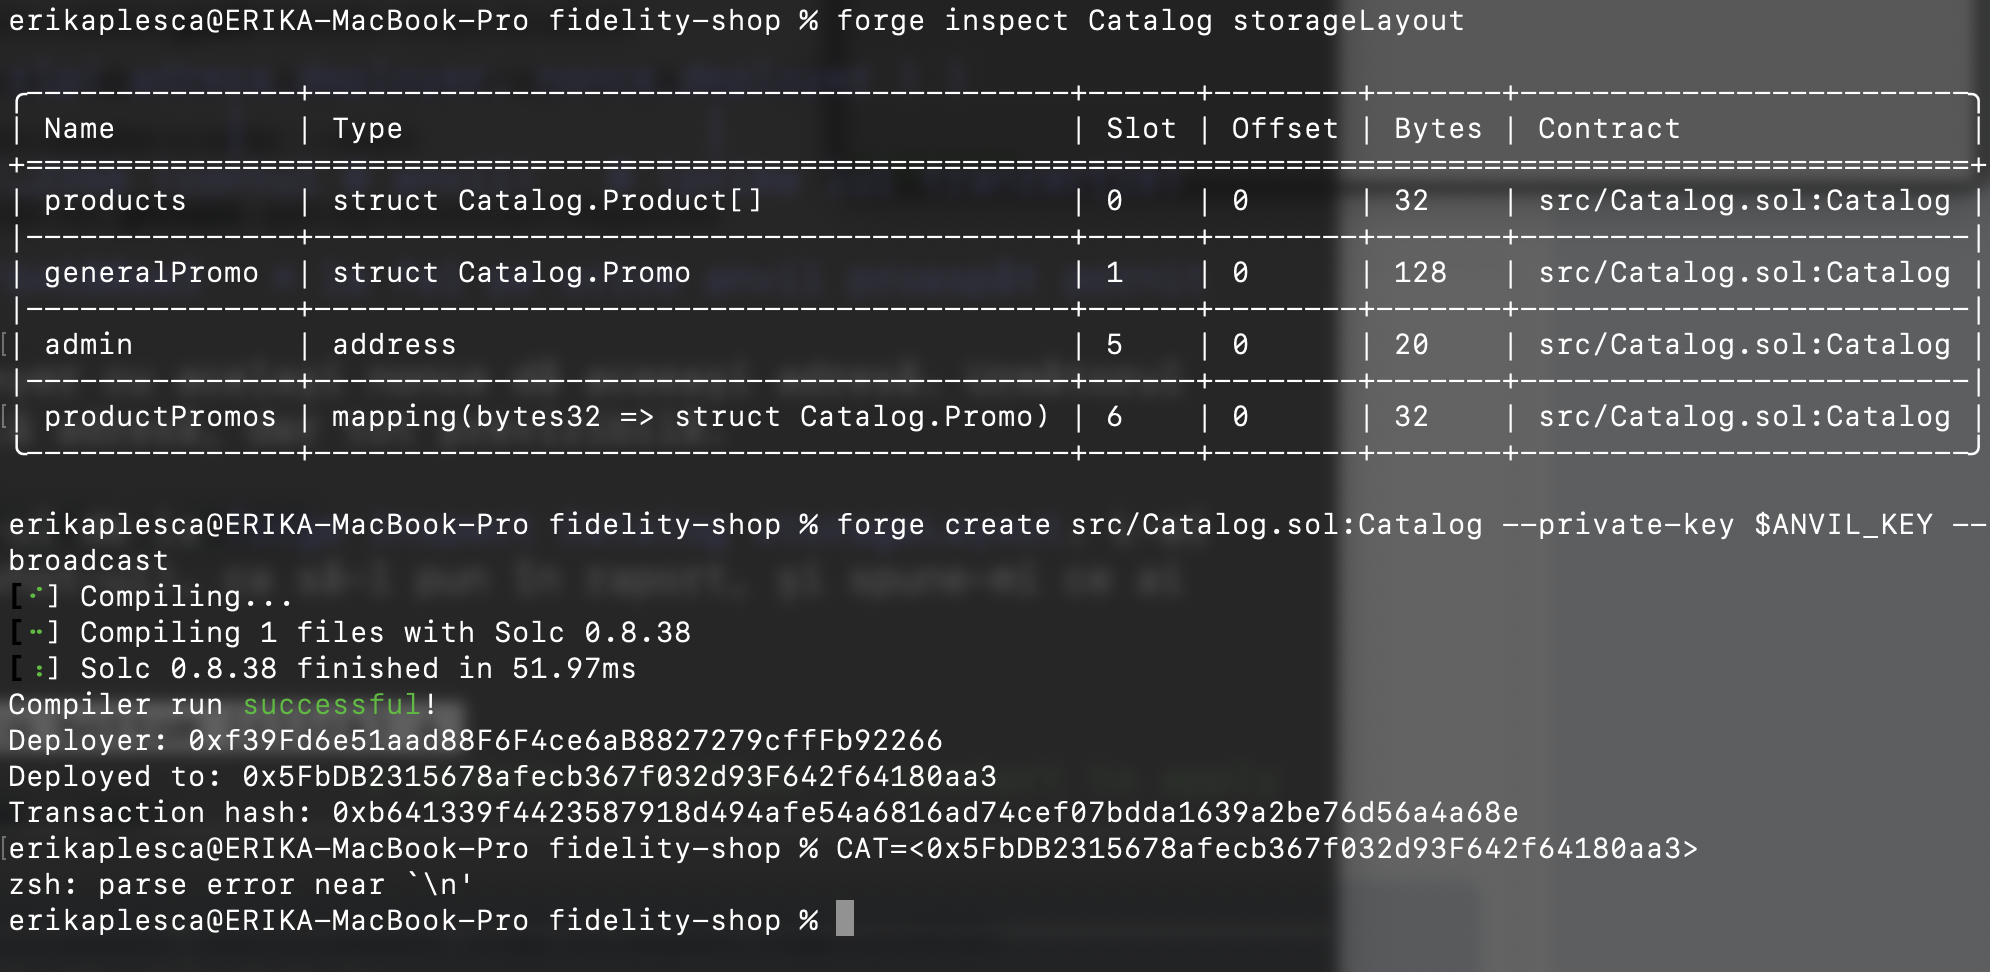 erikaplesca@ERIKA-MacBook-Pro fidelity-shop % forge inspect Catalog storageLayout
| Name | Type | Slot | Offset | Bytes | Contract |
| products | struct Catalog.Product[] | 0 | 0 | 32 | src/Catalog.sol:Catalog |
| generalPromo | struct Catalog.Promo | 1 | 0 | 128 | src/Catalog.sol:Catalog |
| admin | address | 5 | 0 | 20 | src/Catalog.sol:Catalog |
| productPromos | mapping(bytes32 => struct Catalog.Promo) | 6 | 0 | 32 | src/Catalog.sol:Catalog |
erikaplesca@ERIKA-MacBook-Pro fidelity-shop % forge create src/Catalog.sol:Catalog --private-key $ANVIL_KEY --
broadcast
[⠊] Compiling...
[⠒] Compiling 1 files with Solc 0.8.38
[⠰] Solc 0.8.38 finished in 51.97ms
Compiler run successful!
Deployer: 0xf39Fd6e51aad88F6F4ce6aB8827279cffFb92266
Deployed to: 0x5FbDB2315678afecb367f032d93F642f64180aa3
Transaction hash: 0xb641339f4423587918d494afe54a6816ad74cef07bdda1639a2be76d56a4a68e
erikaplesca@ERIKA-MacBook-Pro fidelity-shop % CAT=<0x5FbDB2315678afecb367f032d93F642f64180aa3>
zsh: parse error near `\n'
erikaplesca@ERIKA-MacBook-Pro fidelity-shop %